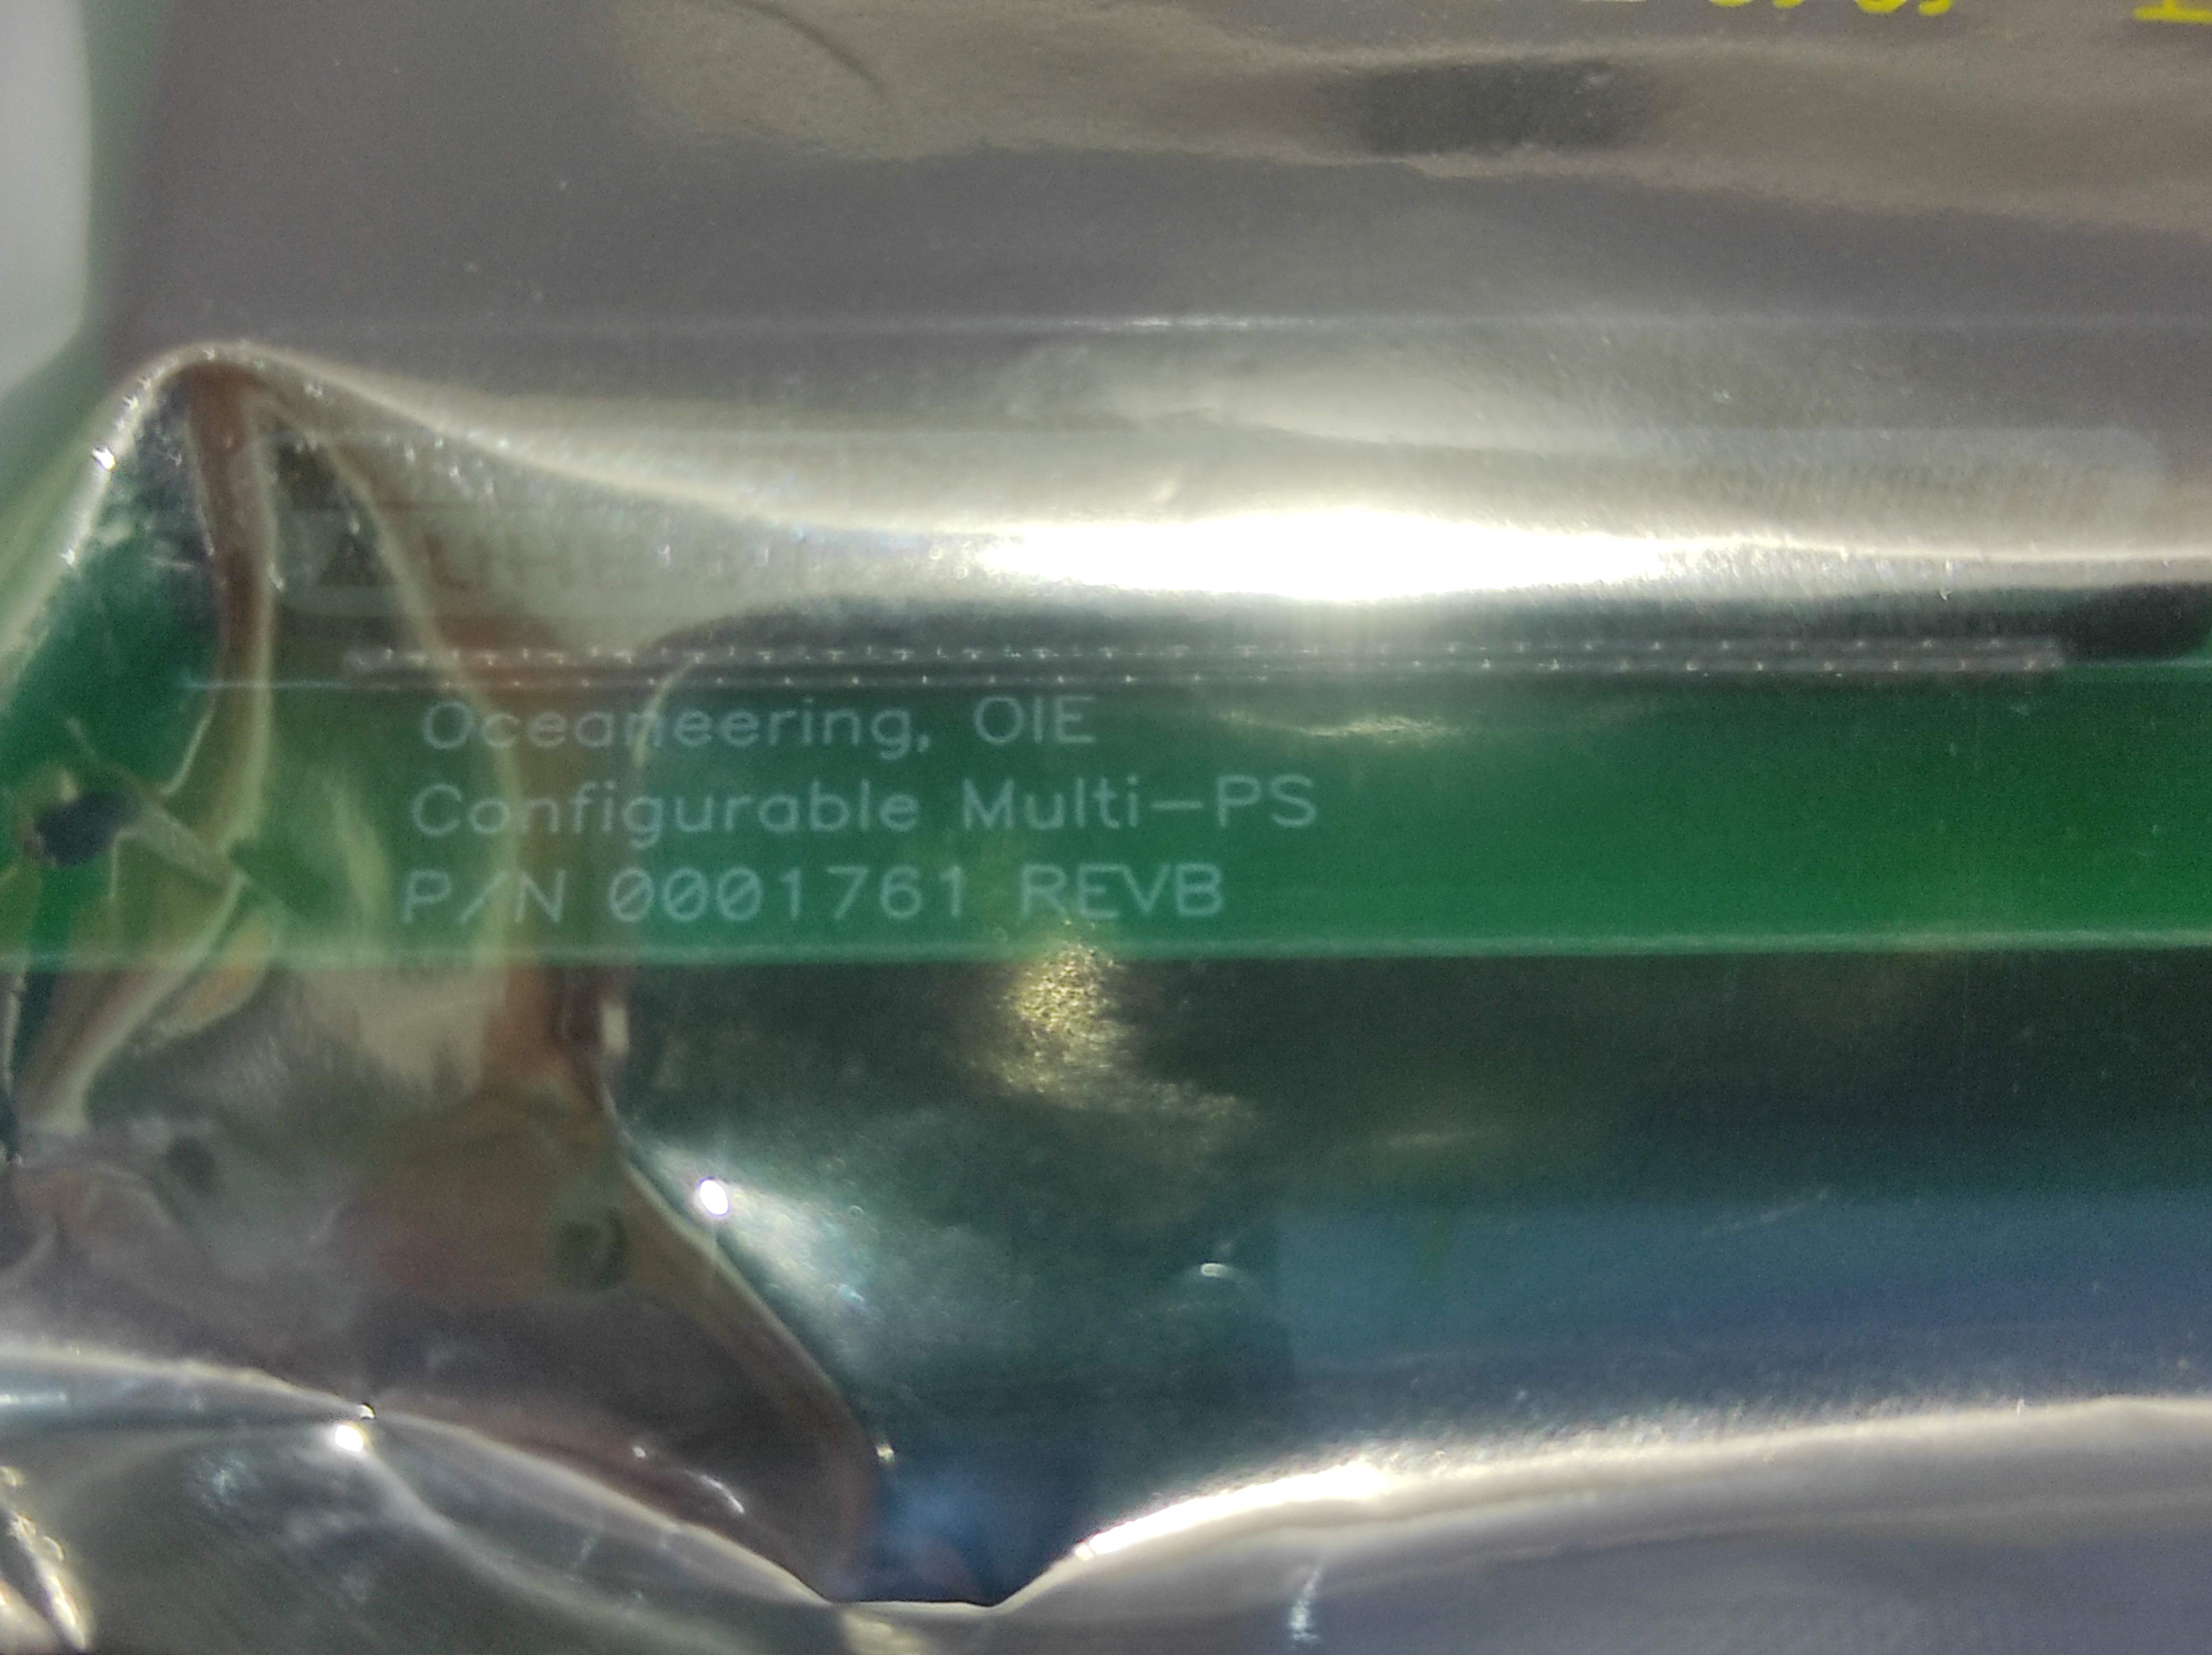 Oceaneering, OIE
Configurable Multi-PS
P/N 0001761 REVB